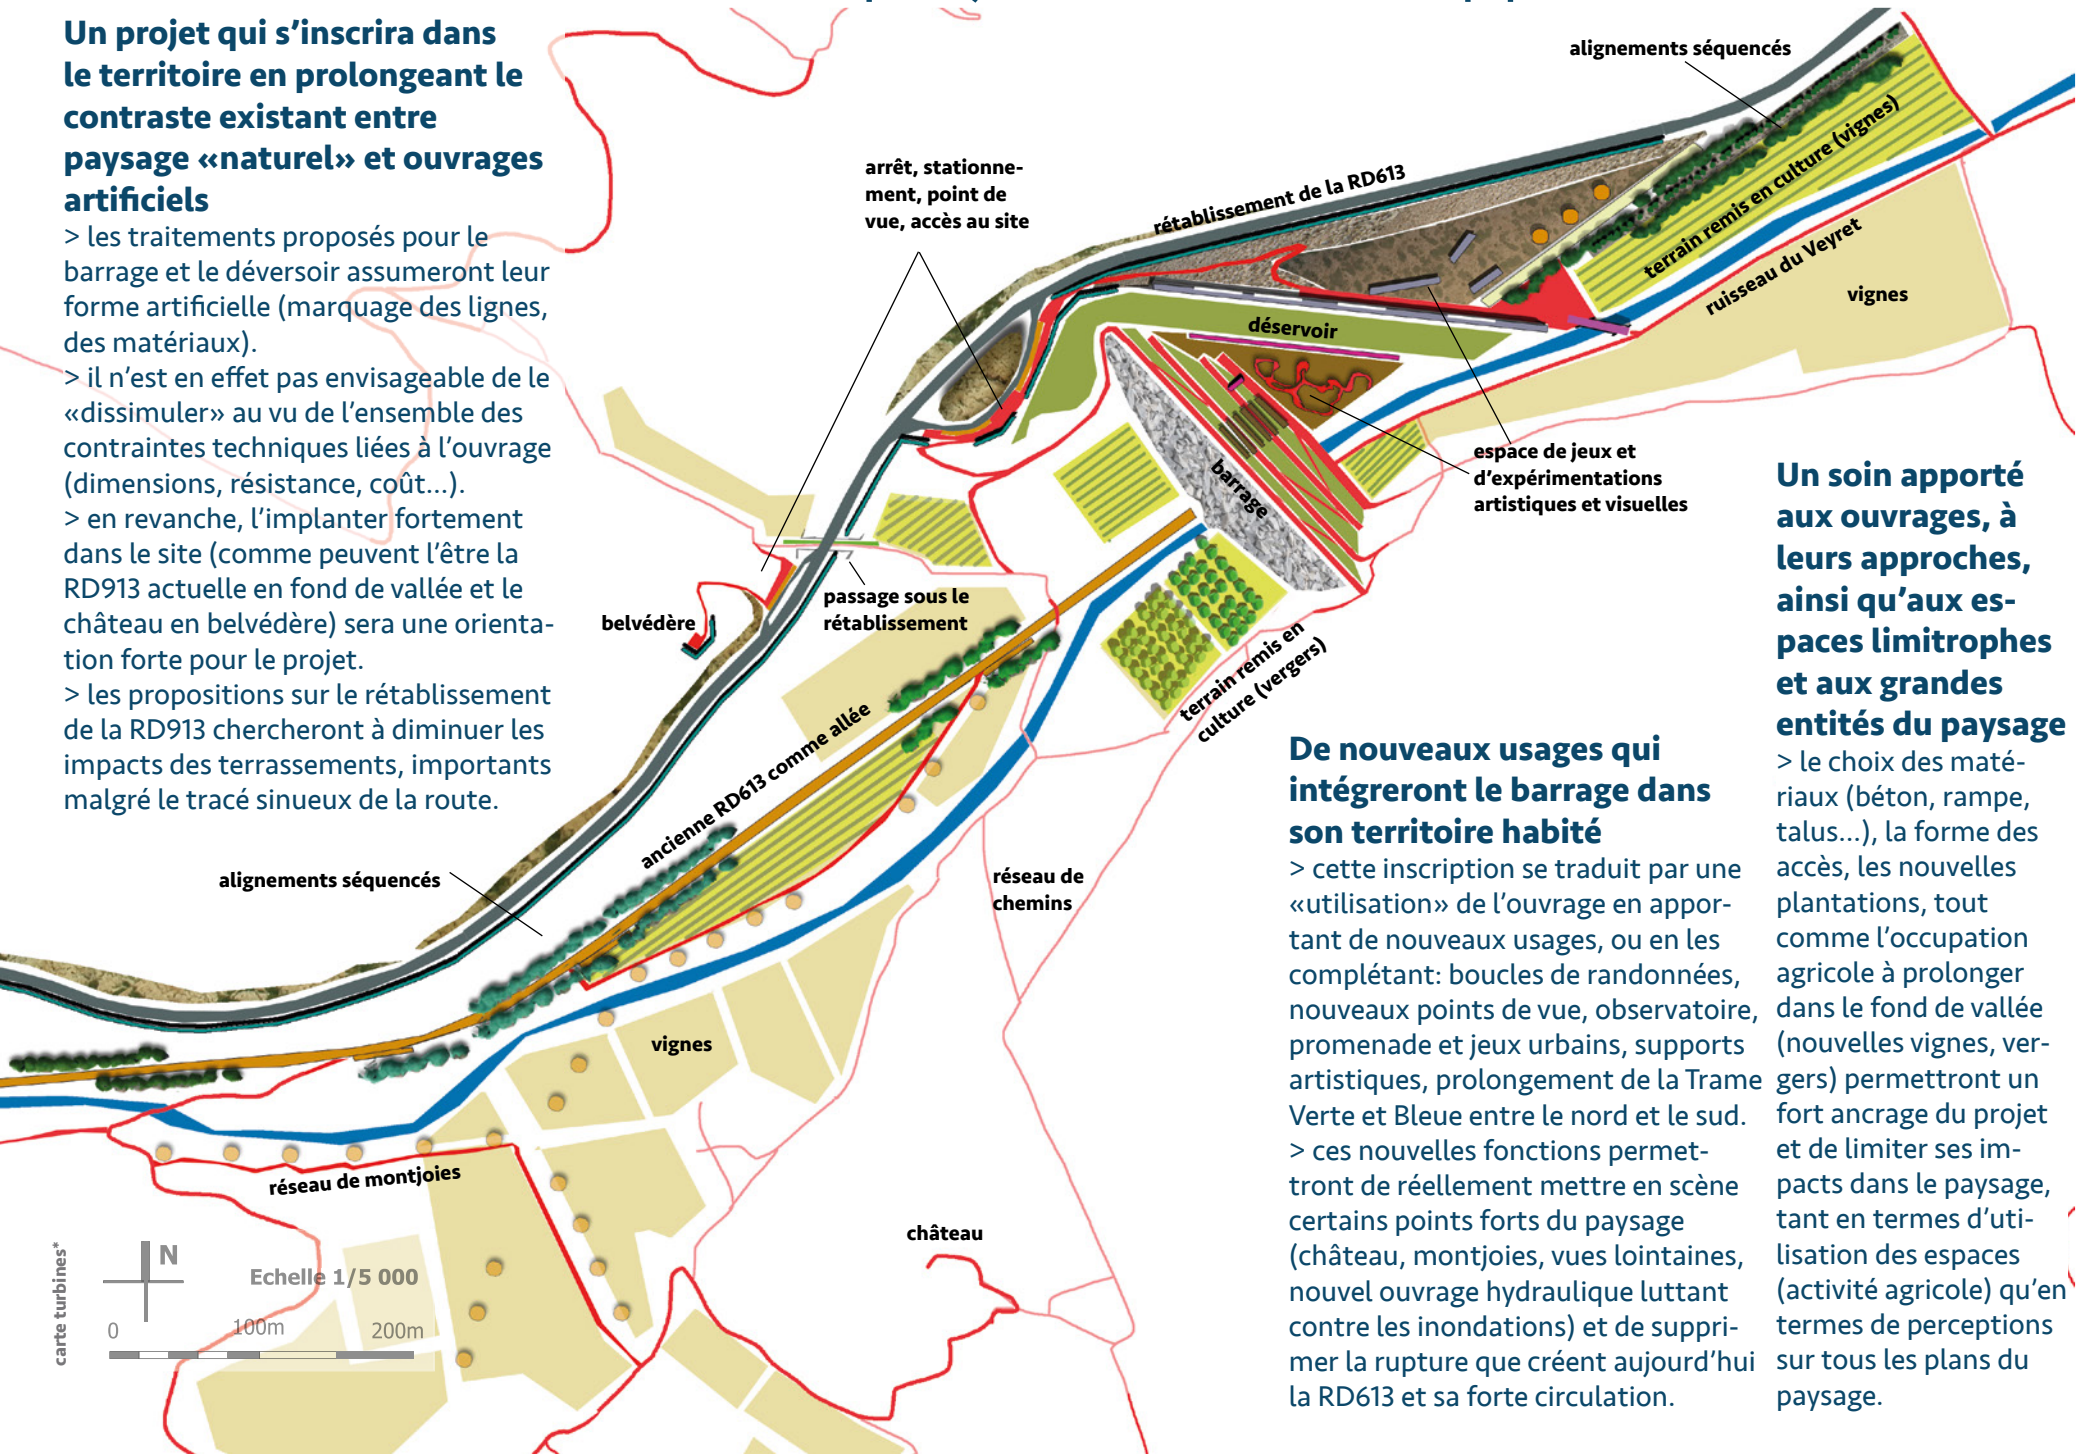 Un projet qui s’inscrira dans
le territoire en prolongeant le
contraste existant entre
paysage «naturel» et ouvrages
artificiels
> les traitements proposés pour le
barrage et le déversoir assumeront leur
forme artificielle (marquage des lignes,
des matériaux).
> il n’est en effet pas envisageable de le
«dissimuler» au vu de l’ensemble des
contraintes techniques liées à l’ouvrage
(dimensions, résistance, coût...).
> en revanche, l’implanter fortement
dans le site (comme peuvent l’être la
RD913 actuelle en fond de vallée et le
château en belvédère) sera une orienta-
tion forte pour le projet.
> les propositions sur le rétablissement
de la RD913 chercheront à diminuer les
impacts des terrassements, importants
malgré le tracé sinueux de la route.
alignements séquencés
arrêt, stationne-
ment, point de
vue, accès au site
rétablissement de la RD613
terrain remis en culture (vignes)
ruisseau du Veyret
vignes
déservoir
barrage
espace de jeux et
d’expérimentations
artistiques et visuelles
passage sous le
rétablissement
belvédère
terrain remis en
culture (vergers)
ancienne RD613 comme allée
alignements séquencés
réseau de
chemins
vignes
réseau de montjoies
château
carte turbines*
N
Echelle 1/5 000
0
100m
200m
De nouveaux usages qui
intégreront le barrage dans
son territoire habité
> cette inscription se traduit par une
«utilisation» de l’ouvrage en appor-
tant de nouveaux usages, ou en les
complétant: boucles de randonnées,
nouveaux points de vue, observatoire,
promenade et jeux urbains, supports
artistiques, prolongement de la Trame
Verte et Bleue entre le nord et le sud.
> ces nouvelles fonctions permet-
tront de réellement mettre en scène
certains points forts du paysage
(château, montjoies, vues lointaines,
nouvel ouvrage hydraulique luttant
contre les inondations) et de suppri-
mer la rupture que créent aujourd’hui
la RD613 et sa forte circulation.
Un soin apporté
aux ouvrages, à
leurs approches,
ainsi qu’aux es-
paces limitrophes
et aux grandes
entités du paysage
> le choix des maté-
riaux (béton, rampe,
talus...), la forme des
accès, les nouvelles
plantations, tout
comme l’occupation
agricole à prolonger
dans le fond de vallée
(nouvelles vignes, ver-
gers) permettront un
fort ancrage du projet
et de limiter ses im-
pacts dans le paysage,
tant en termes d’uti-
lisation des espaces
(activité agricole) qu’en
termes de perceptions
sur tous les plans du
paysage.